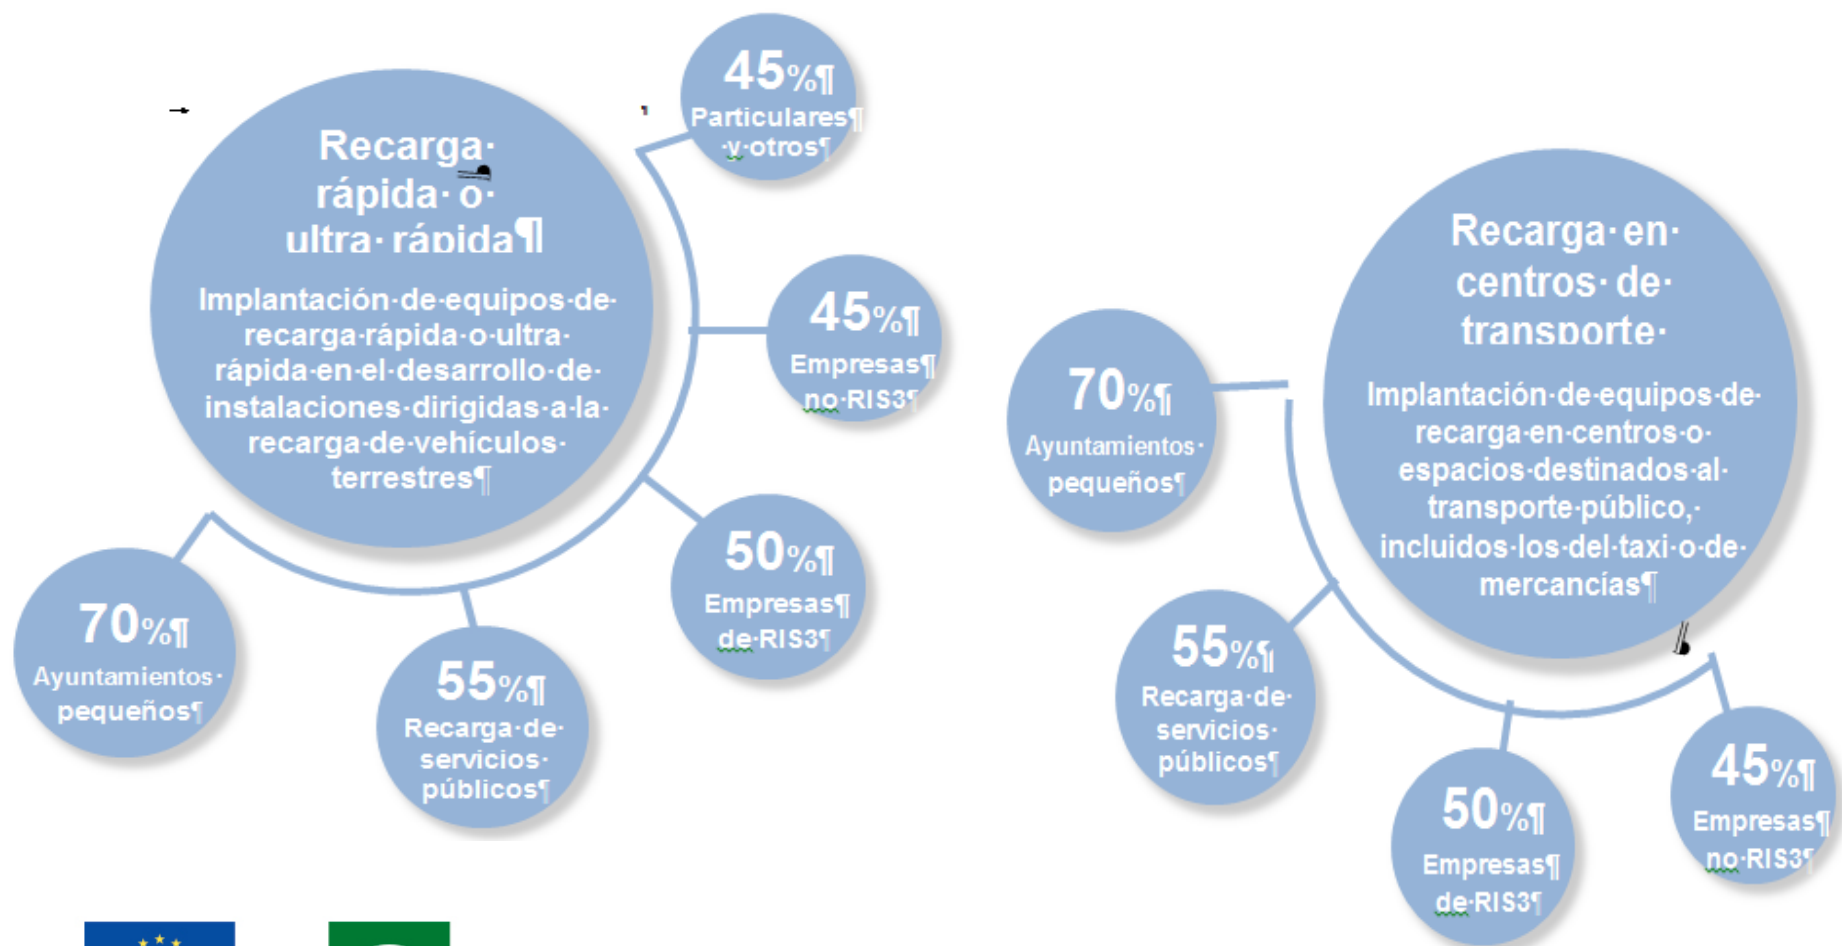 45%¶
Particulares¶
·y·otros¶
Recarga·
rápida·o·
ultra·rápida¶
Implantación·de·equipos·de·
recarga·rápida·o·ultra·
rápida·en·el·desarrollo·de·
instalaciones·dirigidas·a·la·
recarga·de·vehículos·
terrestres¶
45%¶
Empresas¶
no·RIS3¶
50%¶
Empresas¶
de·RIS3¶
55%¶
Recarga·de·
servicios·
públicos¶
70%¶
Ayuntamientos·
pequeños¶
Recarga·en·
centros·de·
transporte·
Implantación·de·equipos·de·
recarga·en·centros·o·
espacios·destinados·al·
transporte·público,·
incluidos·los·del·taxi·o·de·
mercancías¶
70%¶
Ayuntamientos·
pequeños¶
55%¶
Recarga·de·
servicios·
públicos¶
50%¶
Empresas¶
de·RIS3¶
45%¶
Empresas¶
no·RIS3¶